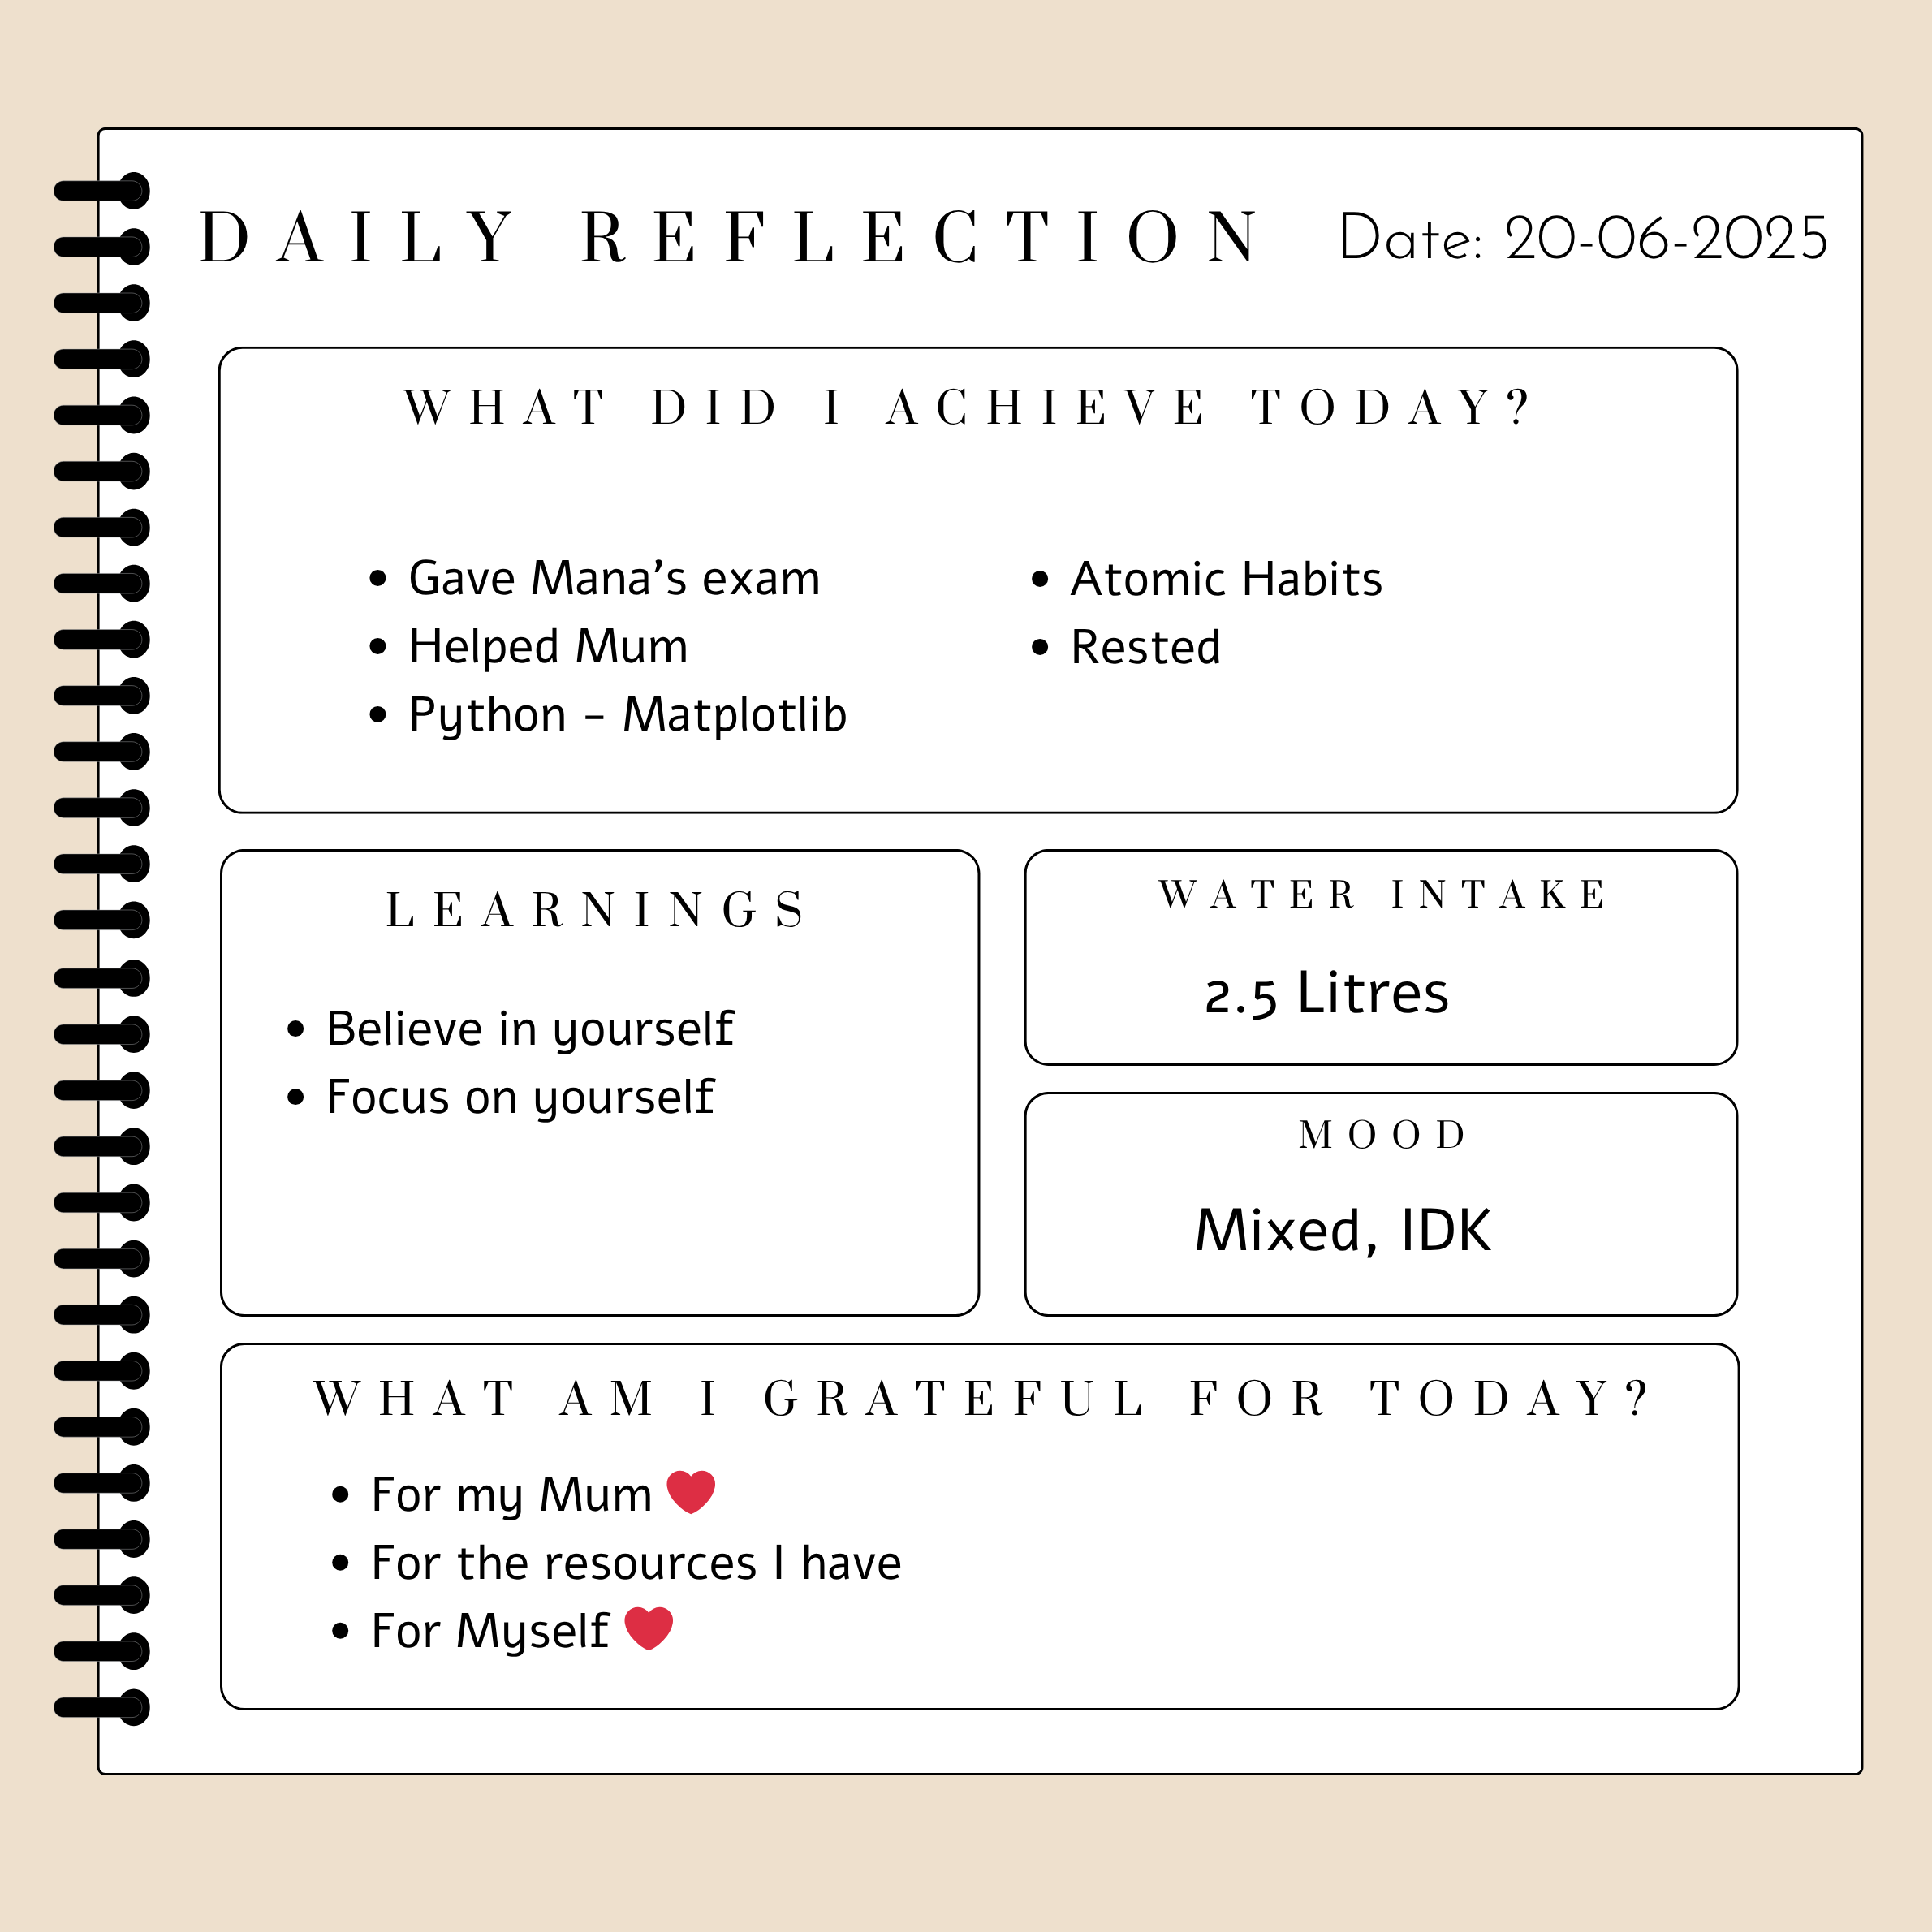 DAILY REFLECTION Date: 20-06-2025
WHAT DID I ACHIEVE TODAY?
• Gave Mana’s exam
• Helped Mum
• Python – Matplotlib
• Atomic Habits
• Rested
LEARNINGS
• Believe in yourself
• Focus on yourself
WATER INTAKE
2.5 Litres
MOOD
Mixed, IDK
WHAT AM I GRATEFUL FOR TODAY?
• For my Mum ❤️
• For the resources I have
• For Myself ❤️